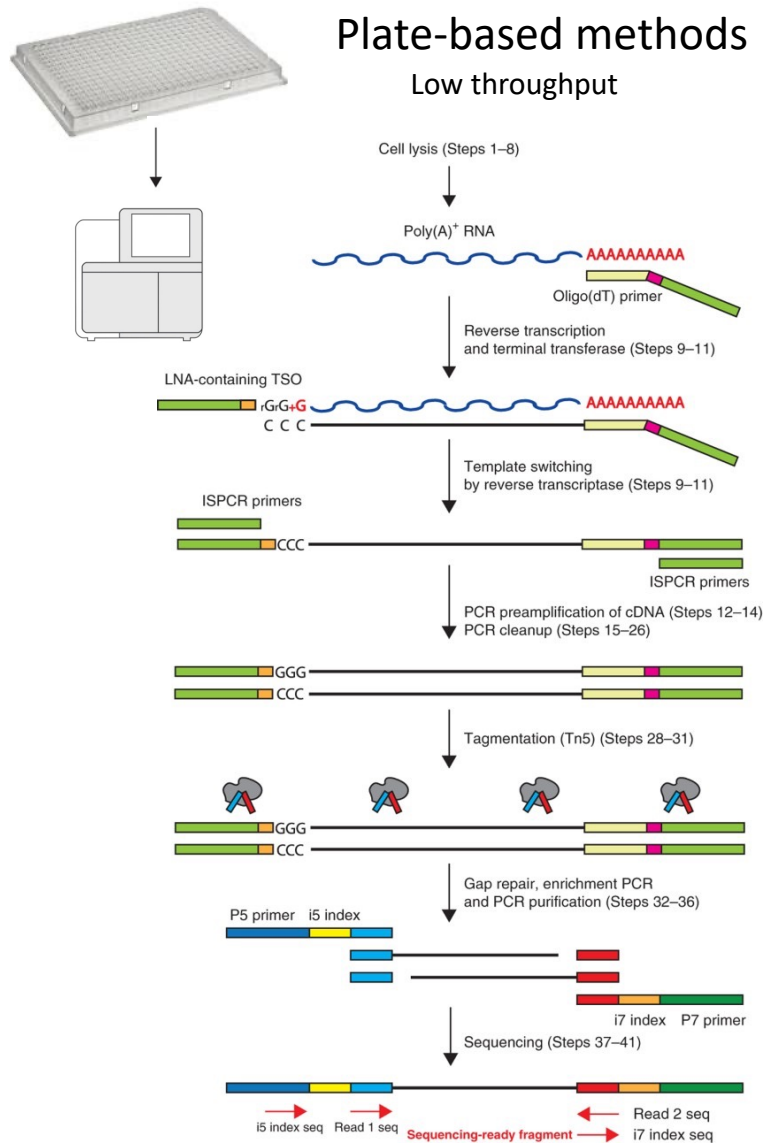 Plate-based methods
Low throughput
Cell lysis (Steps 1–8)
Poly(A)+ RNA
AAAAAAAAAA
Oligo(dT) primer
Reverse transcription
and terminal transferase (Steps 9–11)
LNA-containing TSO
rGrG+G
AAAAAAAAAA
C C C
Template switching
by reverse transcriptase (Steps 9–11)
ISPCR primers
CCC
ISPCR primers
PCR preamplification of cDNA (Steps 12–14)
PCR cleanup (Steps 15–26)
GGG
CCC
Tagmentation (Tn5) (Steps 28–31)
GGG
CCC
Gap repair, enrichment PCR
and PCR purification (Steps 32–36)
P5 primer i5 index
i7 index P7 primer
Sequencing (Steps 37–41)
i5 index seq Read 1 seq
Read 2 seq
Sequencing-ready fragment
i7 index seq